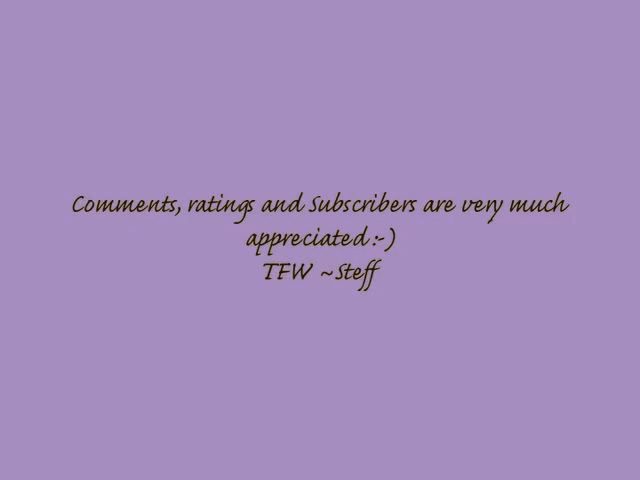 Comments, ratings and Subscribers are very much
appreciated :-)
TFW ~Steff